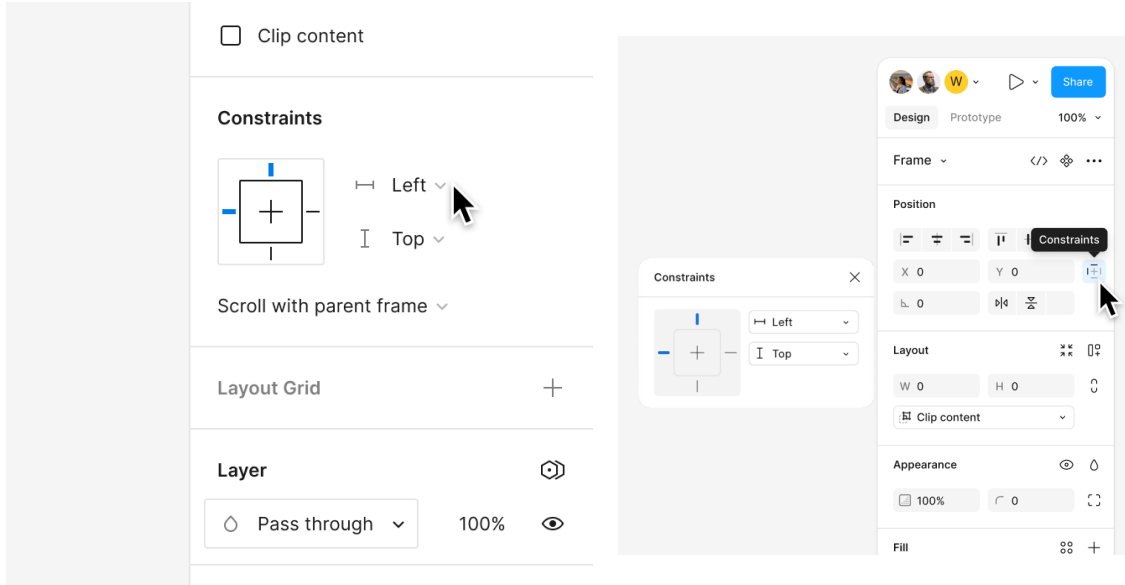 Clip content
Constraints
Left
Top
Scroll with parent frame
Layout Grid
Layer
Pass through 100%
W Share
Design Prototype 100%
Frame
Position
Constraints
X 0 Y 0
0
Constraints
Left
Top
Layout
W 0 H 0
Clip content
Appearance
100% 0
Fill